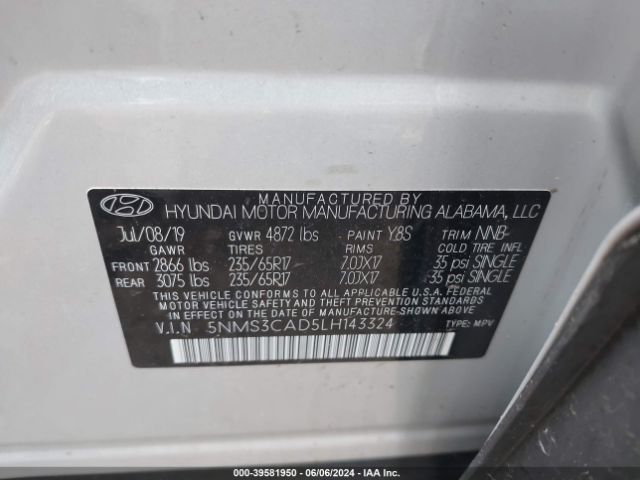 MANUFACTURED BY
HYUNDAI MOTOR MANUFACTURING ALABAMA, LLC
Jul/08/19 GVWR 4872 lbs PAINT Y8S TRIM NNB
GAWR TIRES RIMS COLD TIRE INFL
FRONT 2866 lbs 235/65R17 7.0JX17 35 psi SINGLE
REAR 3075 lbs 235/65R17 7.0JX17 35 psi SINGLE
THIS VEHICLE CONFORMS TO ALL APPLICABLE U.S.A. FEDERAL
MOTOR VEHICLE SAFETY, BUMPER, AND THEFT PREVENTION STANDARDS
IN EFFECT ON THE DATE OF MANUFACTURE-SHOWN ABOVE
V.I.N. 5NMS3CAD5LH143324 TYPE: MPV
000-39581950 - 06/06/2024 - IAA Inc.